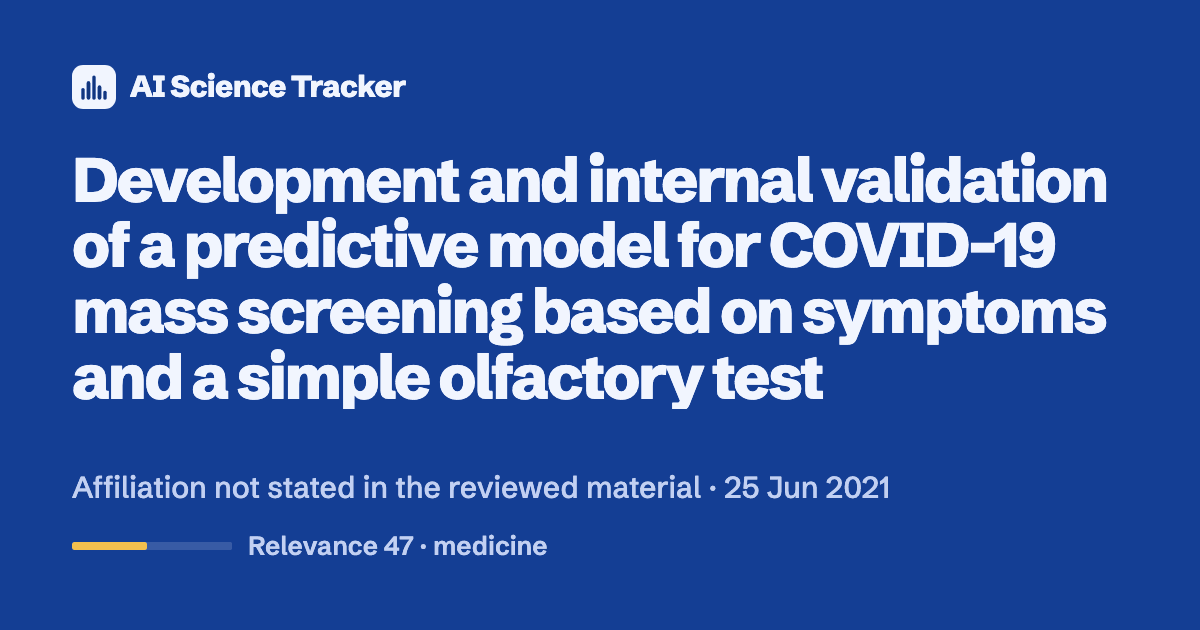 AI Science Tracker
Development and internal validation
of a predictive model for COVID-19
mass screening based on symptoms
and a simple olfactory test
Affiliation not stated in the reviewed material · 25 Jun 2021
Relevance 47 · medicine